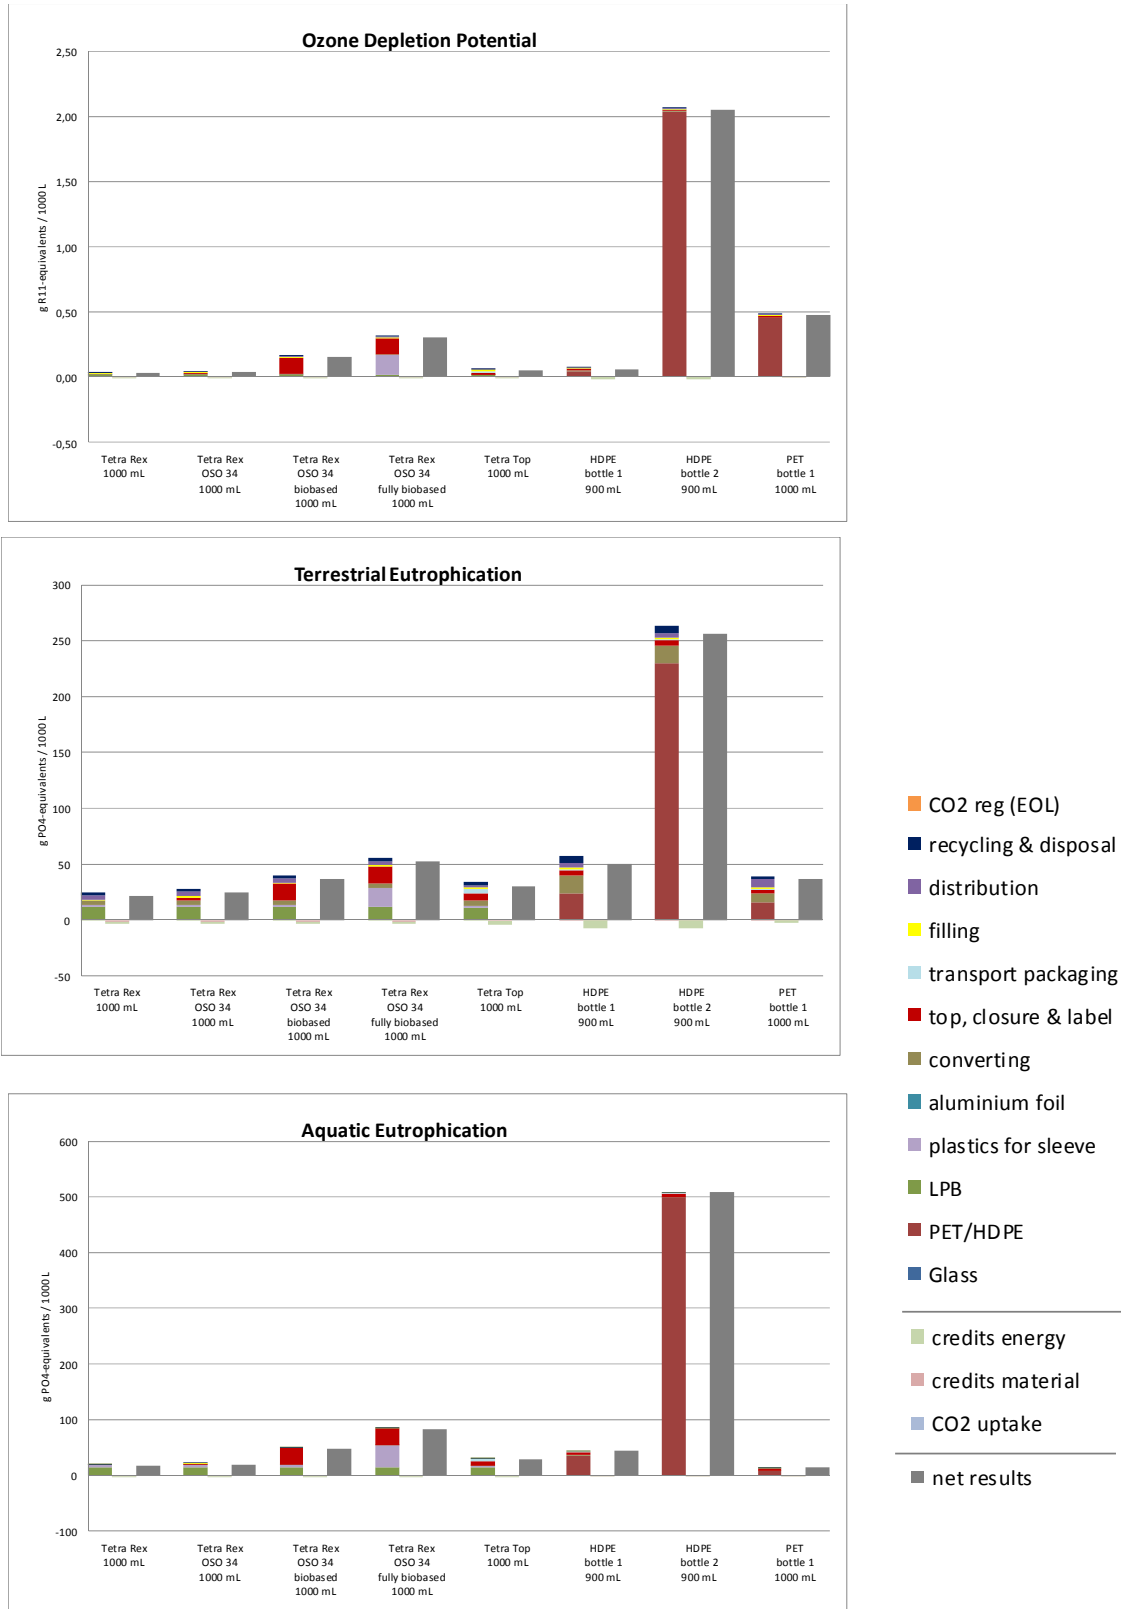 Ozone Depletion Potential
g R11-equivalents / 1000 L
2,50
2,00
1,50
1,00
0,50
0,00
-0,50
Tetra Rex
1000 mL
Tetra Rex
OSO 34
1000 mL
Tetra Rex
OSO 34
biobased
1000 mL
Tetra Rex
OSO 34
fully biobased
1000 mL
Tetra Top
1000 mL
HDPE
bottle 1
900 mL
HDPE
bottle 2
900 mL
PET
bottle 1
1000 mL
Terrestrial Eutrophication
g PO4-equivalents / 1000 L
300
250
200
150
100
50
0
-50
Tetra Rex
1000 mL
Tetra Rex
OSO 34
1000 mL
Tetra Rex
OSO 34
biobased
1000 mL
Tetra Rex
OSO 34
fully biobased
1000 mL
Tetra Top
1000 mL
HDPE
bottle 1
900 mL
HDPE
bottle 2
900 mL
PET
bottle 1
1000 mL
Aquatic Eutrophication
g PO4-equivalents / 1000 L
600
500
400
300
200
100
0
-100
Tetra Rex
1000 mL
Tetra Rex
OSO 34
1000 mL
Tetra Rex
OSO 34
biobased
1000 mL
Tetra Rex
OSO 34
fully biobased
1000 mL
Tetra Top
1000 mL
HDPE
bottle 1
900 mL
HDPE
bottle 2
900 mL
PET
bottle 1
1000 mL
CO2 reg (EOL)
recycling & disposal
distribution
filling
transport packaging
top, closure & label
converting
aluminium foil
plastics for sleeve
LPB
PET/HDPE
Glass
credits energy
credits material
CO2 uptake
net results